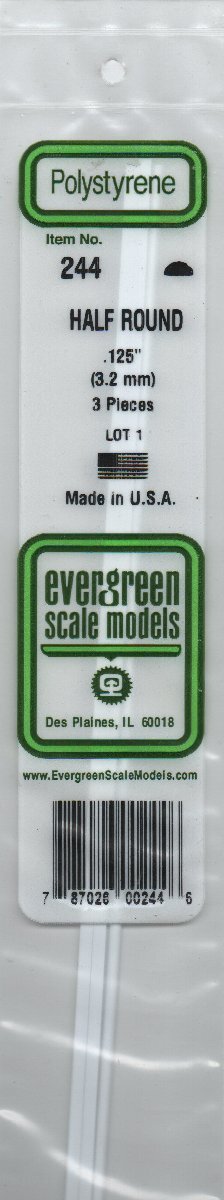 Polystyrene
Item No.
244
HALF ROUND
.125"
(3.2 mm)
3 Pieces
LOT 1
Made in U.S.A.
evergreen
scale models
Des Plaines, IL 60018
www.EvergreenScaleModels.com
7 87026 00244 6